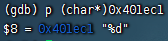 (gdb) p (char*)0x401ec1
$8 = 0x401ec1 "%d"